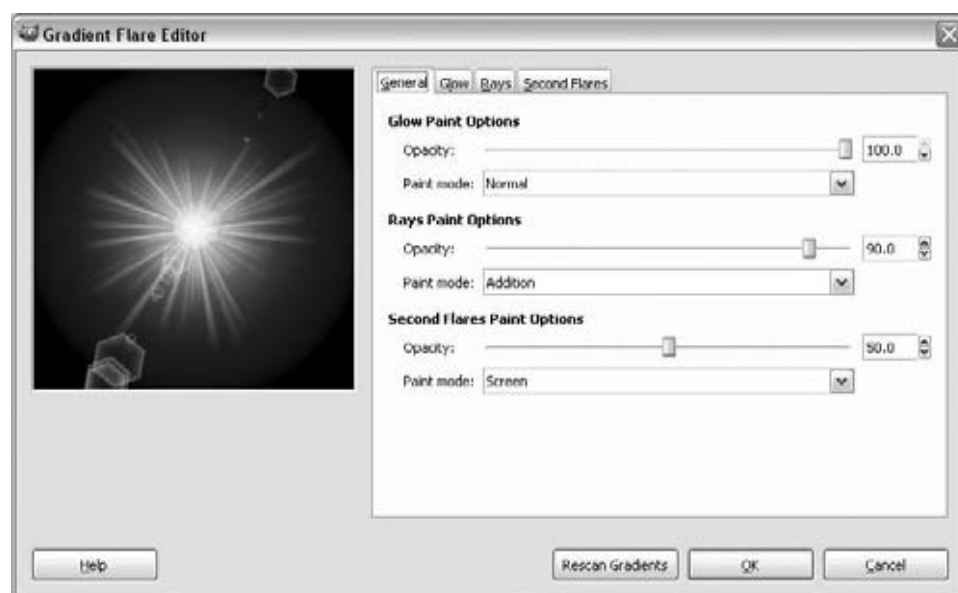 Gradient Flare Editor
General Glow Rays Second Flares
Glow Paint Options
Opacity: 100.0
Paint mode: Normal
Rays Paint Options
Opacity: 90.0
Paint mode: Addition
Second Flares Paint Options
Opacity: 50.0
Paint mode: Screen
Help Rescan Gradients OK Cancel